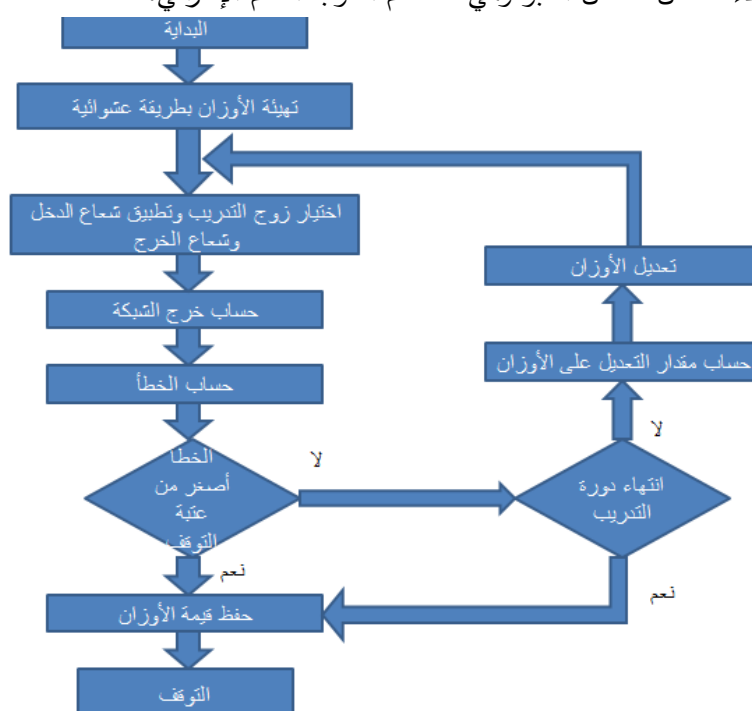 البداية
تهيئة الأوزان بطريقة عشوائية
اختيار زوج التدريب وتطبيق شعاع الدخل
وشعاع الخرج
حساب خرج الشبكة
حساب الخطأ
الخطا
أصغر من
عتبة
التوقف
لا
انتهاء دورة
التدريب
لا
حساب مقدار التعديل على الأوزان
تعديل الأوزان
نعم
نعم
حفظ قيمة الأوزان
التوقف